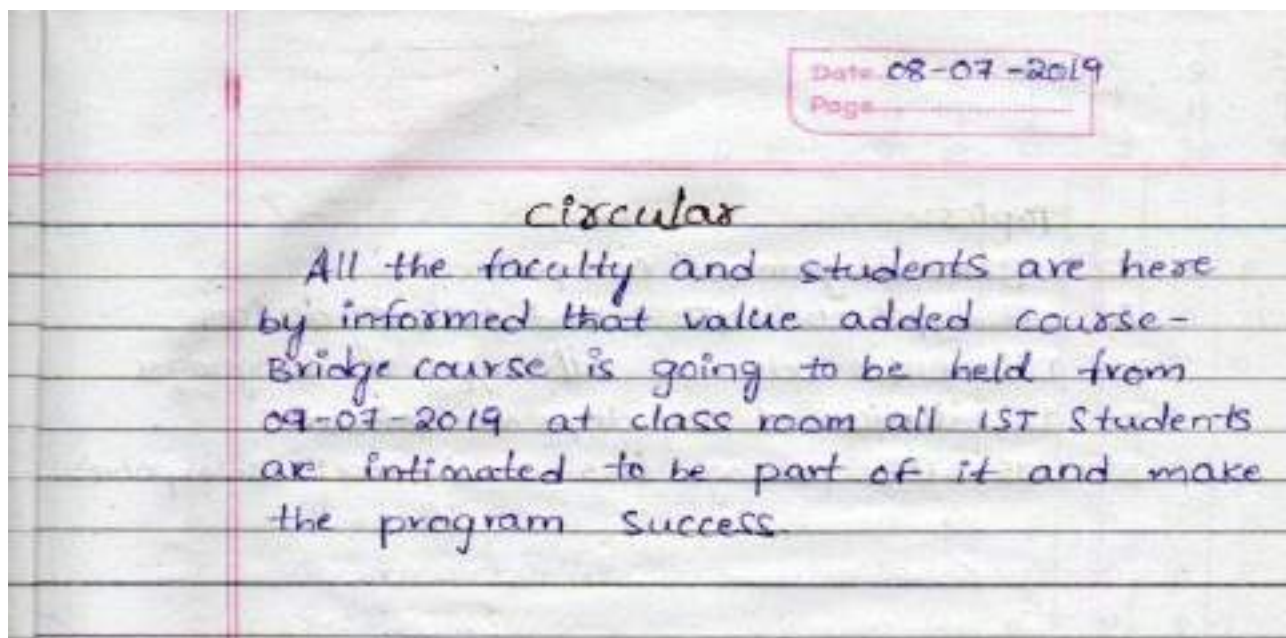 Date 08-07-2019
Page
circular
All the faculty and students are here
by informed that value added course-
Bridge course is going to be held from
09-07-2019 at class room all IST Students
are intimated to be part of it and make
the program success.